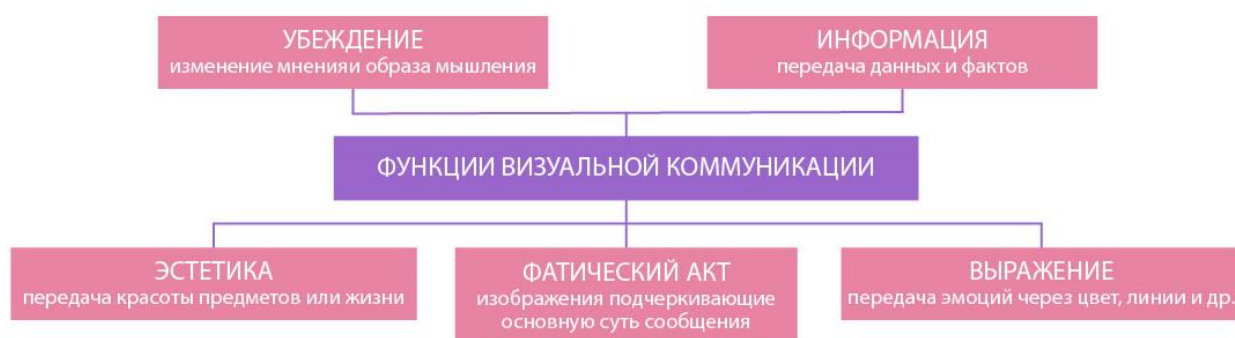 УБЕЖДЕНИЕ
изменение мненияи образа мышления
ИНФОРМАЦИЯ
передача данных и фактов
ФУНКЦИИ ВИЗУАЛЬНОЙ КОММУНИКАЦИИ
ЭСТЕТИКА
передача красоты предметов или жизни
ФАТИЧЕСКИЙ АКТ
изображения подчеркивающие
основную суть сообщения
ВЫРАЖЕНИЕ
передача эмоций через цвет, линии и др.